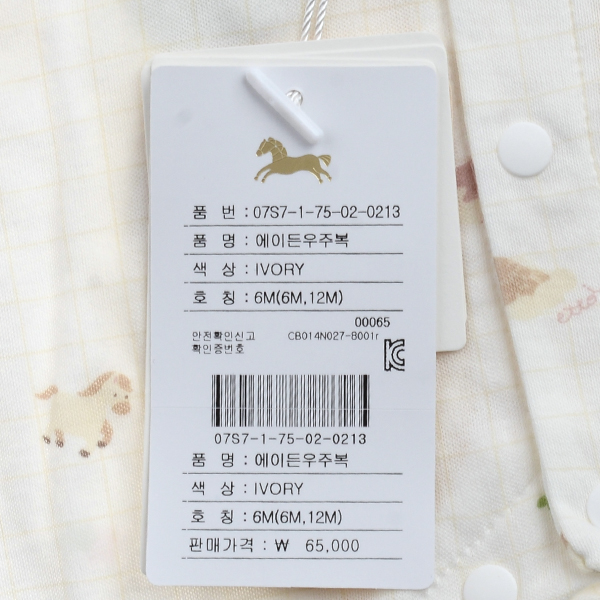 품 번 : 07S7-1-75-02-0213
품 명 : 에이든우주복
색 상 : IVORY
호 칭 : 6M(6M,12M)
00065
안전확인신고 CB014N027-8001r
확인증번호
07S7-1-75-02-0213
품 명 : 에이든우주복
색 상 : IVORY
호 칭 : 6M(6M,12M)
판매가격 : ₩ 65,000